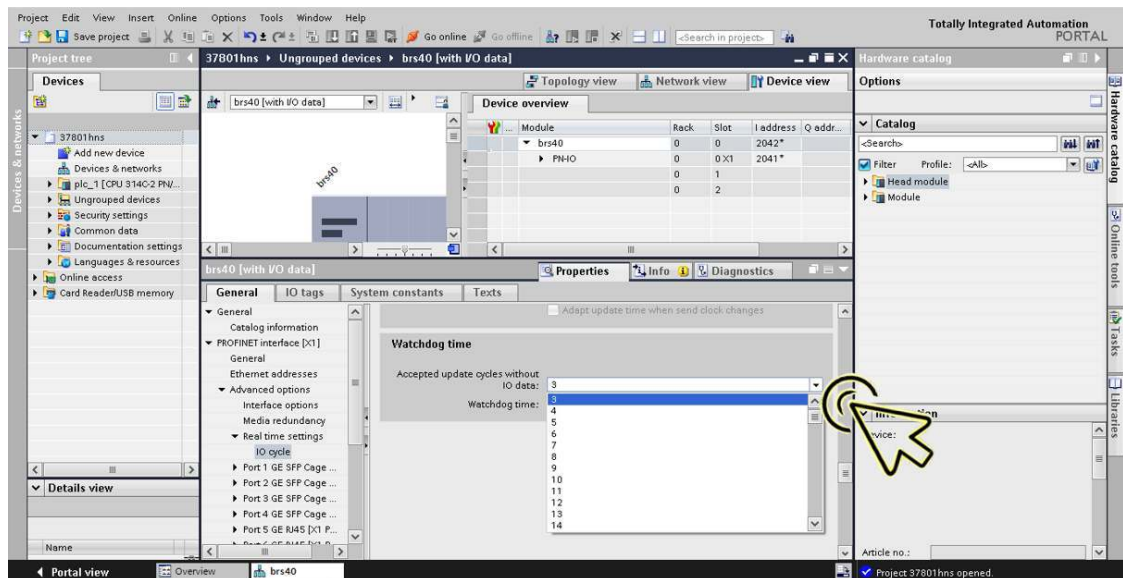 Project Edit View Insert Online Options Tools Window Help
Totally Integrated Automation
PORTAL
Save project
Go online
Go offline
<Search in project>
Project tree
37801hns
Ungrouped devices
brs40 [with I/O data]
Hardware catalog
Devices
Topology view
Network view
Device view
Options
brs40 [with I/O data]
Device overview
... Module Rack Slot I address Q addr...
brs40 0 0 2042*
PN-IO 0 0 X1 2041*
0 1
0 2
brs40
37801hns
Add new device
Devices & networks
plc_1 [CPU 314C-2 PN/...
Ungrouped devices
Security settings
Common data
Documentation settings
Languages & resources
Online access
Card Reader/USB memory
Devices & networks
Catalog
<Search>
Filter Profile: <All>
Head module
Module
Hardware catalog
Online tools
Tasks
Libraries
brs40 [with I/O data]
Properties
Info
Diagnostics
General IO tags System constants Texts
General
Catalog information
PROFINET interface [X1]
General
Ethernet addresses
Advanced options
Interface options
Media redundancy
Real time settings
IO cycle
Port 1 GE SFP Cage ...
Port 2 GE SFP Cage ...
Port 3 GE SFP Cage ...
Port 4 GE SFP Cage ...
Port 5 GE RJ45 [X1 P...
Adapt update time when send clock changes
Watchdog time
Accepted update cycles without
IO data: 3
Watchdog time:
3
4
5
6
7
8
9
10
11
12
13
14
Details view
Name
Article no.:
Portal view
Overview
brs40
Project 37801hns opened.